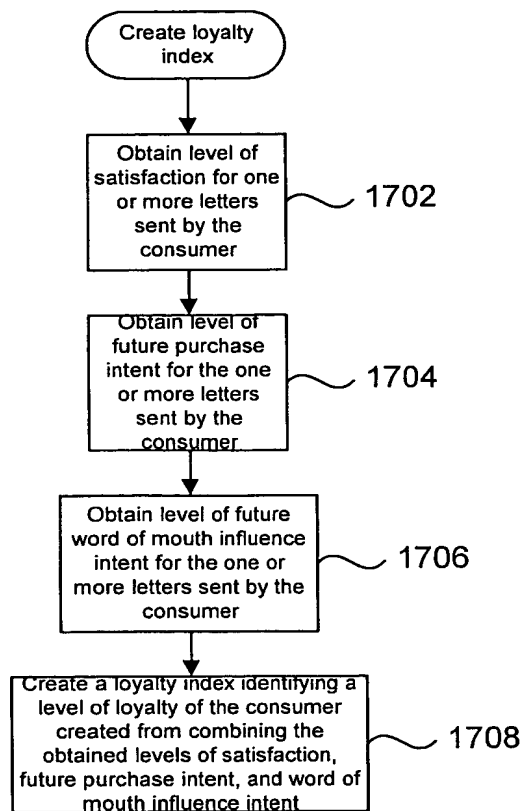 Create loyalty
index
Obtain level of
satisfaction for one
or more letters
sent by the
consumer
1702
Obtain level of
future purchase
intent for the one
or more letters
sent by the
consumer
1704
Obtain level of future
word of mouth influence
intent for the one or
more letters sent by the
consumer
1706
Create a loyalty index identifying a
level of loyalty of the consumer
created from combining the
obtained levels of satisfaction,
future purchase intent, and word of
mouth influence intent
1708